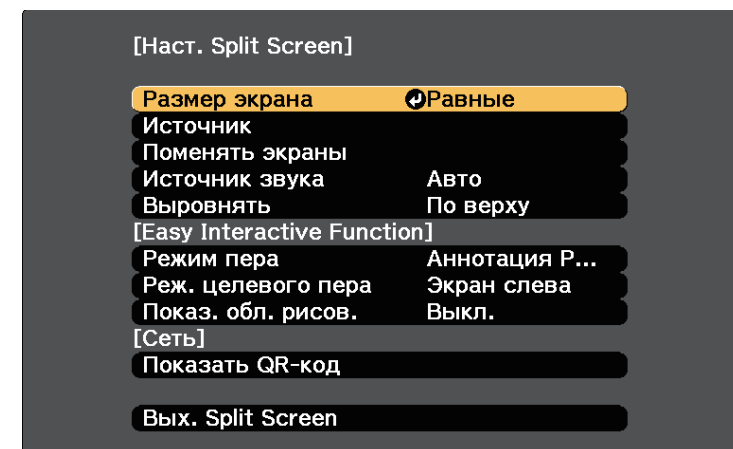 [Наст. Split Screen]
Размер экрана Равные
Источник
Поменять экраны
Источник звука Авто
Выровнять По верху
[Easy Interactive Function]
Режим пера Аннотация P...
Реж. целевого пера Экран слева
Показ. обл. рисов. Выкл.
[Сеть]
Показать QR-код
Вых. Split Screen